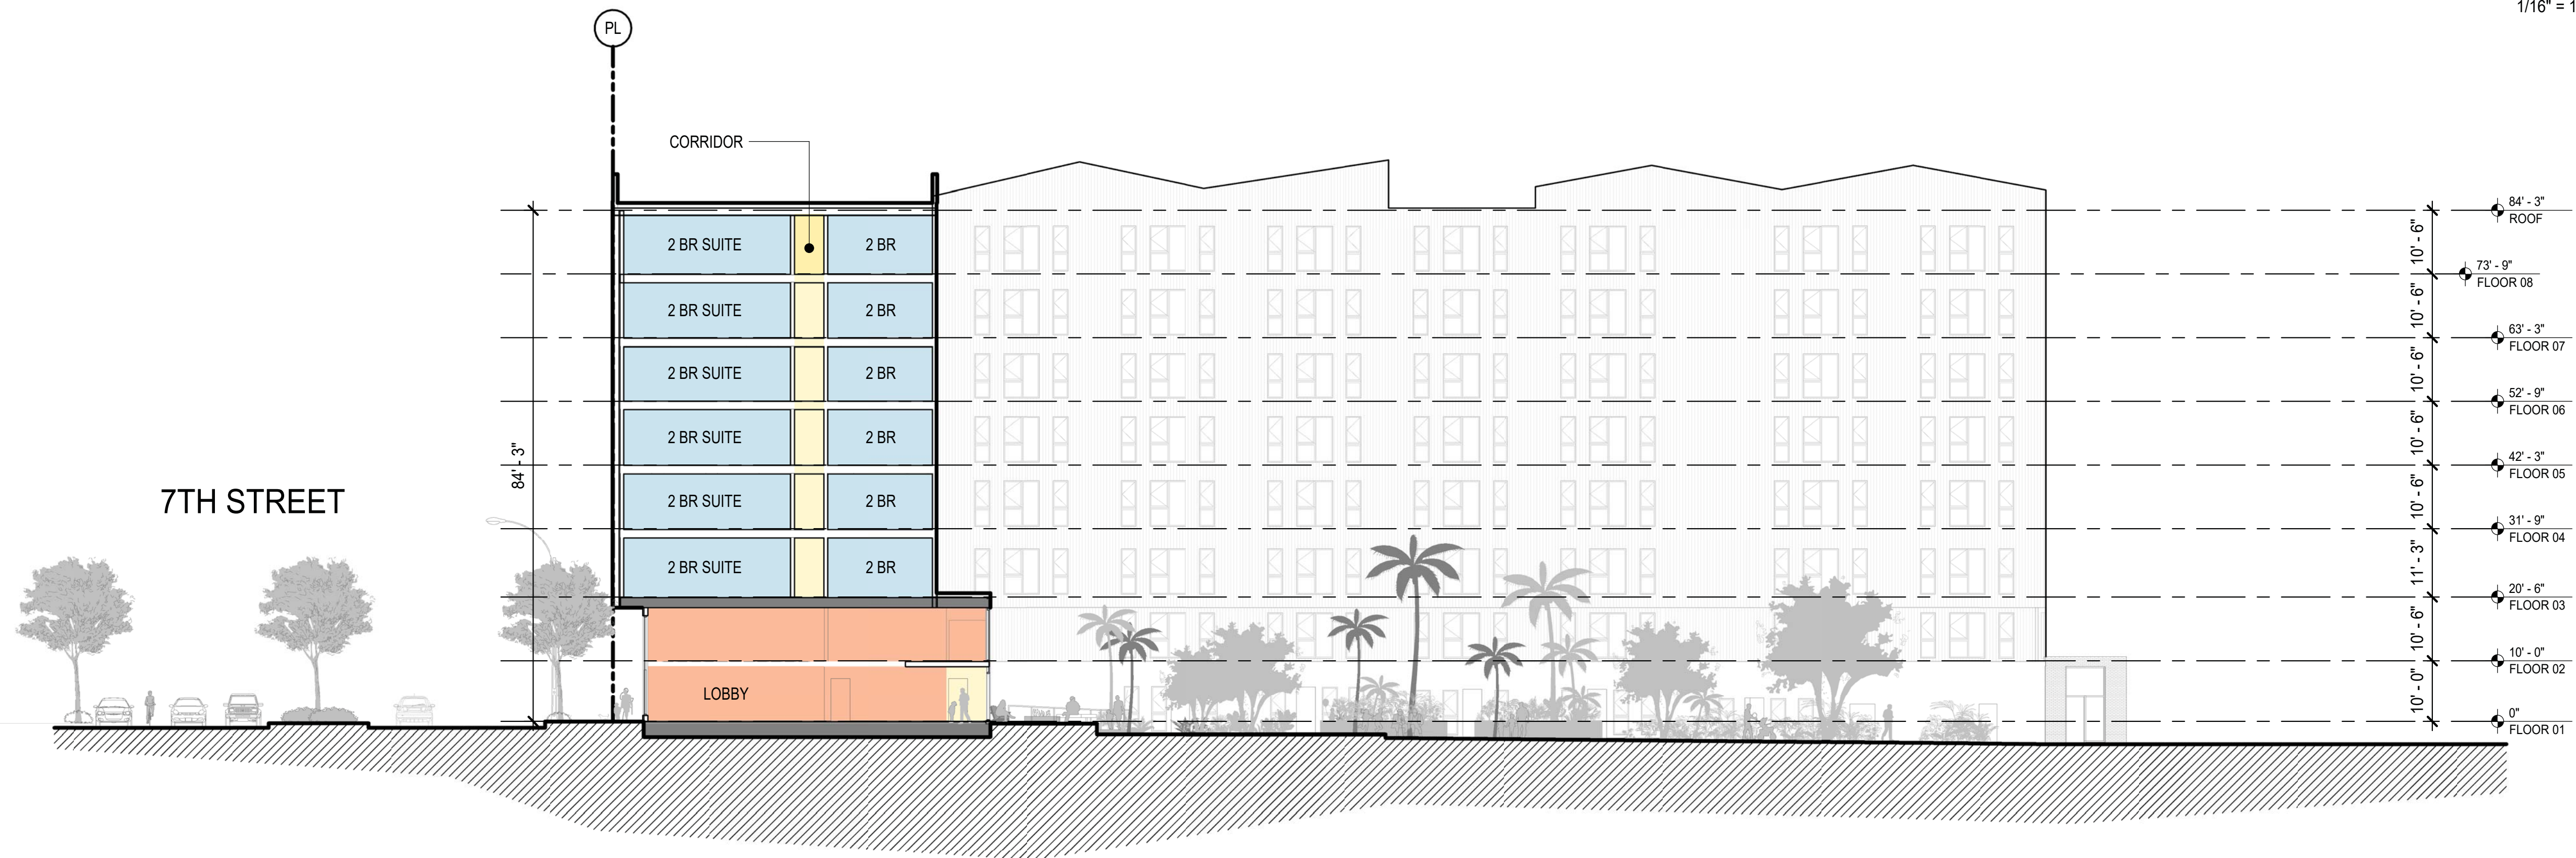 1/16" = 1
PL
CORRIDOR
84' - 3"
ROOF
10' - 6"
2 BR SUITE
2 BR
73' - 9"
FLOOR 08
10' - 6"
2 BR SUITE
2 BR
63' - 3"
FLOOR 07
10' - 6"
2 BR SUITE
2 BR
52' - 9"
FLOOR 06
10' - 6"
2 BR SUITE
2 BR
84' - 3"
42' - 3"
FLOOR 05
7TH STREET
10' - 6"
2 BR SUITE
2 BR
31' - 9"
FLOOR 04
11' - 3"
2 BR SUITE
2 BR
20' - 6"
FLOOR 03
10' - 6"
10' - 0"
FLOOR 02
LOBBY
10' - 0"
0"
FLOOR 01